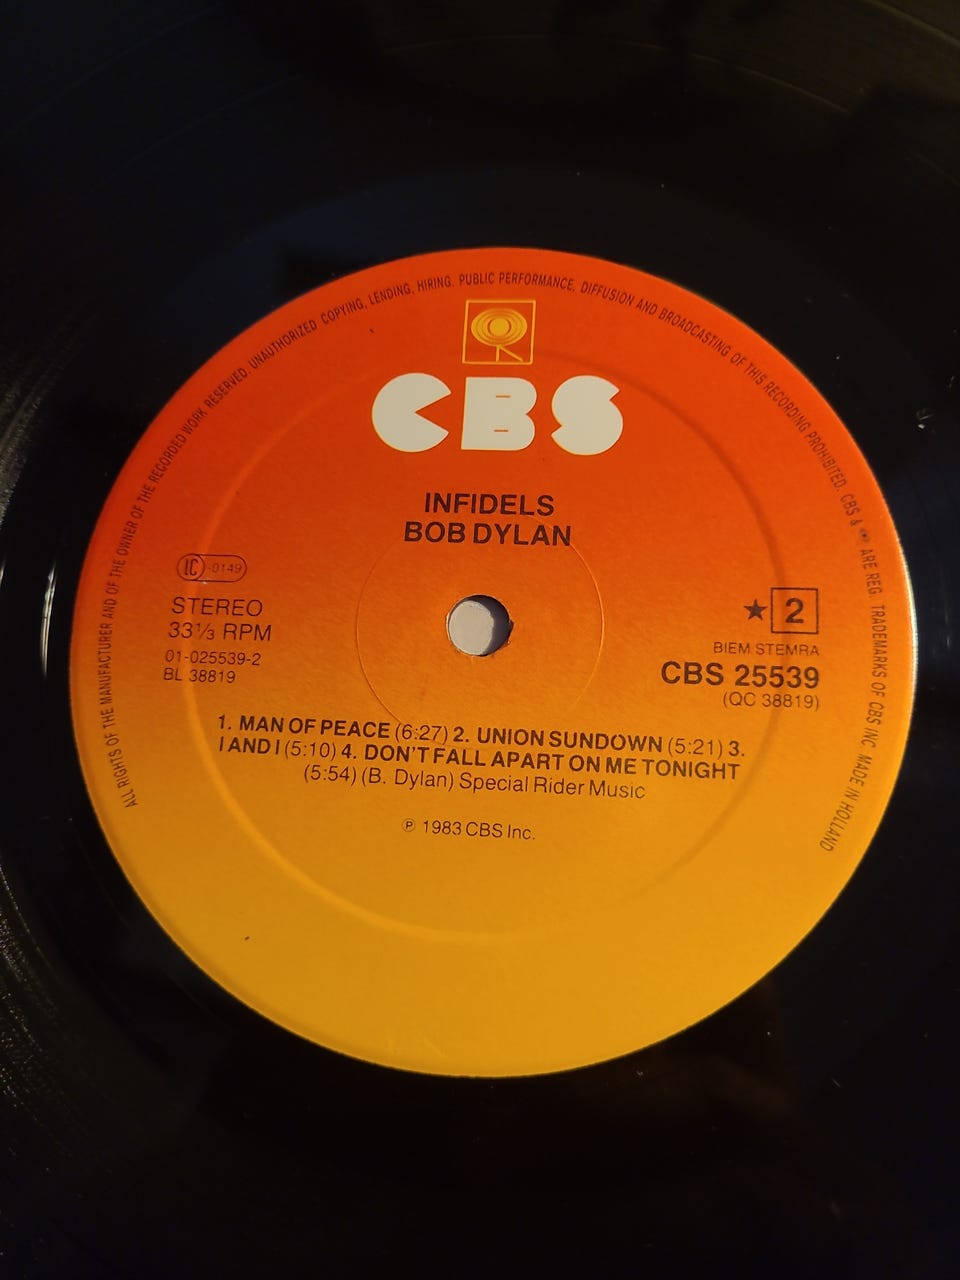 ALL RIGHTS OF THE MANUFACTURER AND OF THE OWNER OF THE RECORDED WORK RESERVED. UNAUTHORIZED COPYING, LENDING, HIRING, PUBLIC PERFORMANCE, DIFFUSION AND BROADCASTING OF THIS RECORDING PROHIBITED. CBS & ARE REG. TRADEMARKS OF CBS INC. MADE IN HOLLAND
CBS
INFIDELS
BOB DYLAN
LC 0149
STEREO
33⅓ RPM
01-025539-2
BL 38819
★ 2
BIEM STEMRA
CBS 25539
(QC 38819)
1. MAN OF PEACE (6:27) 2. UNION SUNDOWN (5:21) 3.
I AND I (5:10) 4. DON'T FALL APART ON ME TONIGHT
(5:54) (B. Dylan) Special Rider Music
℗ 1983 CBS Inc.